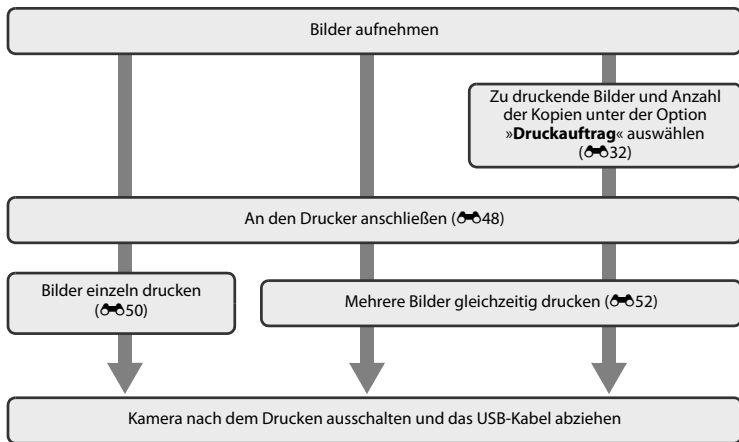 Bilder aufnehmen
Zu druckende Bilder und Anzahl
der Kopien unter der Option
»Druckauftrag« auswählen
(32)
An den Drucker anschließen (48)
Bilder einzeln drucken
(50)
Mehrere Bilder gleichzeitig drucken (52)
Kamera nach dem Drucken ausschalten und das USB-Kabel abziehen